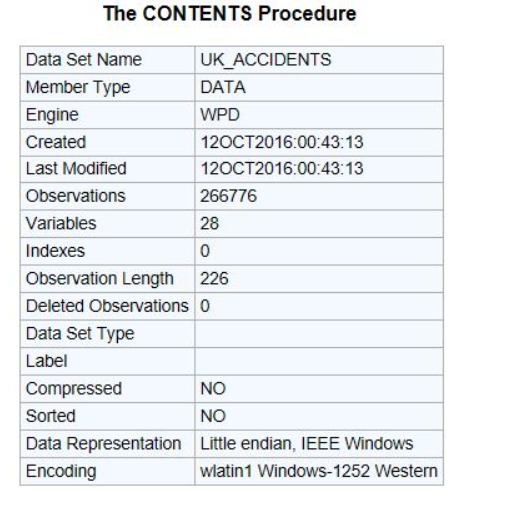 The CONTENTS Procedure
Data Set Name UK_ACCIDENTS
Member Type DATA
Engine WPD
Created 12OCT2016:00:43:13
Last Modified 12OCT2016:00:43:13
Observations 266776
Variables 28
Indexes 0
Observation Length 226
Deleted Observations 0
Data Set Type
Label
Compressed NO
Sorted NO
Data Representation Little endian, IEEE Windows
Encoding wlatin1 Windows-1252 Western